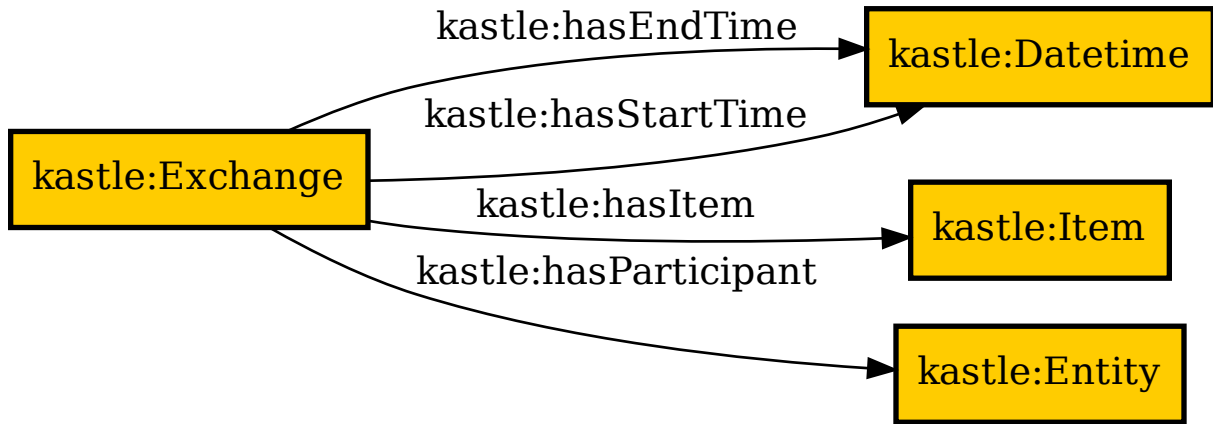 kastle:hasEndTime
kastle:Datetime
kastle:hasStartTime
kastle:Exchange
kastle:hasItem
kastle:Item
kastle:hasParticipant
kastle:Entity